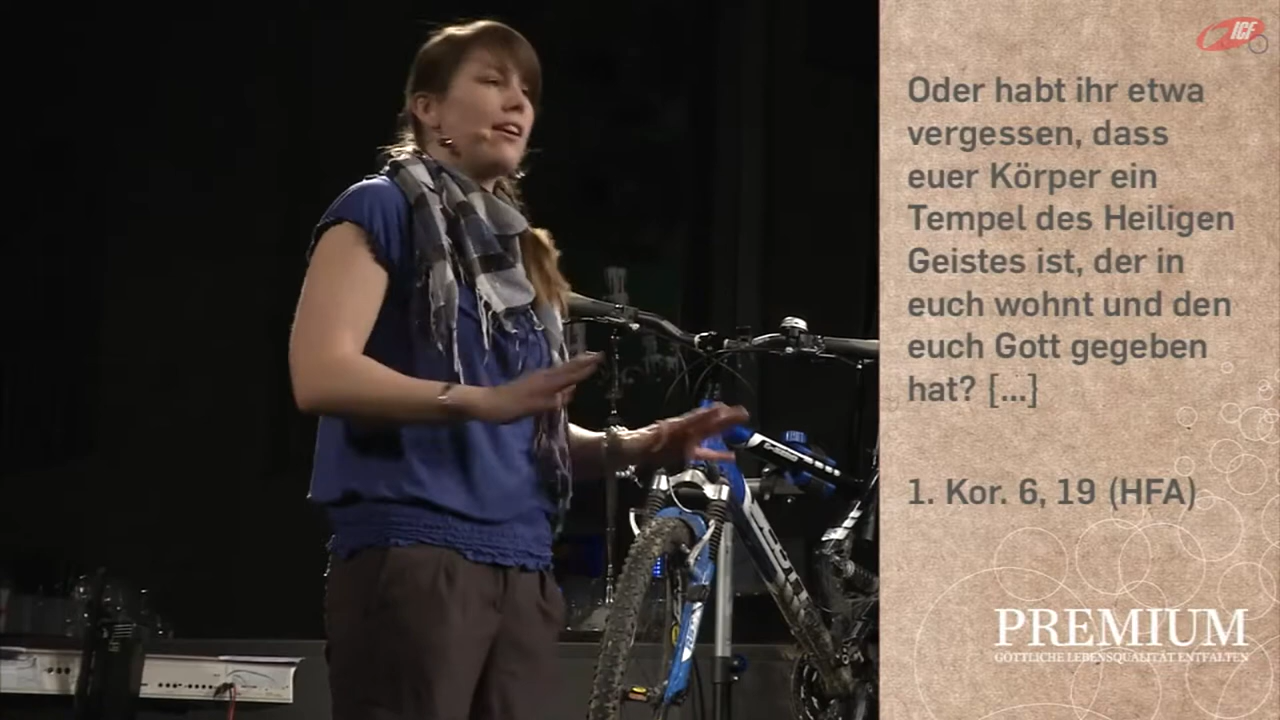 ICF
Oder habt ihr etwa
vergessen, dass
euer Körper ein
Tempel des Heiligen
Geistes ist, der in
euch wohnt und den
euch Gott gegeben
hat? [...]
1. Kor. 6, 19 (HFA)
PREMIUM
GÖTTLICHE LEBENSQUALITÄT ENTFALTEN
SCOTT